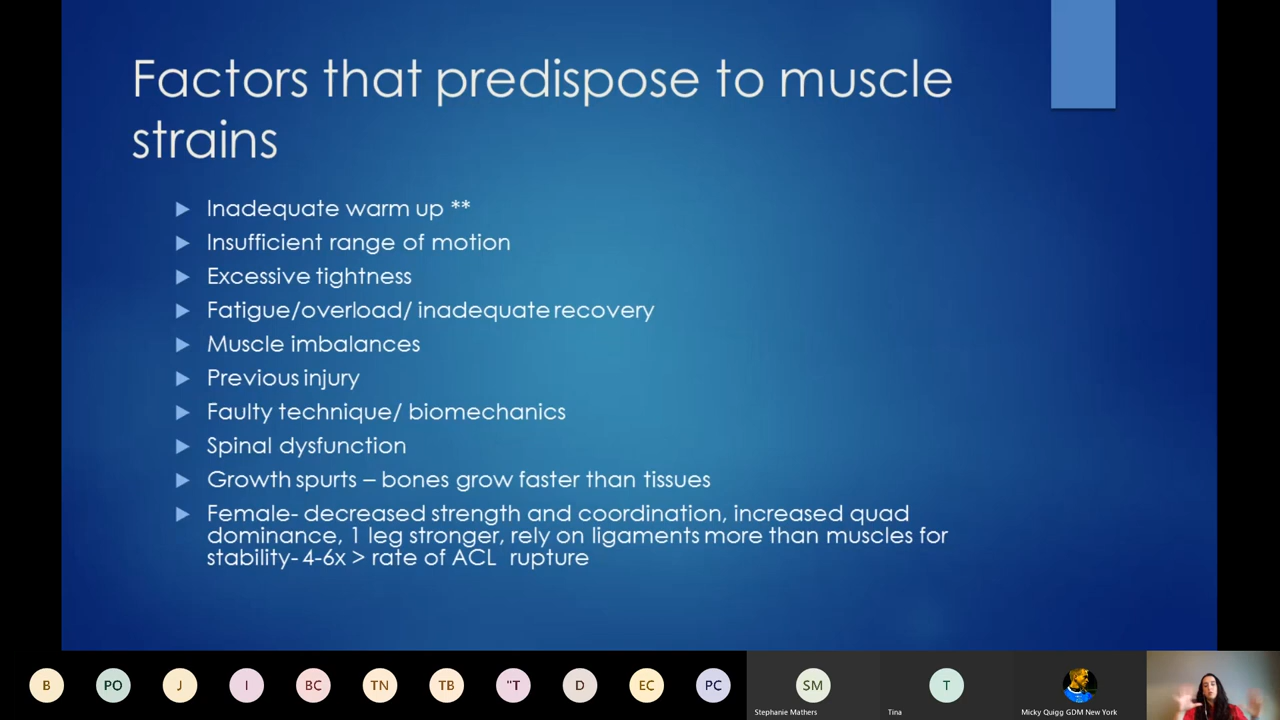 Factors that predispose to muscle
strains
Inadequate warm up **
Insufficient range of motion
Excessive tightness
Fatigue/overload/ inadequate recovery
Muscle imbalances
Previous injury
Faulty technique/ biomechanics
Spinal dysfunction
Growth spurts – bones grow faster than tissues
Female- decreased strength and coordination, increased quad
dominance, 1 leg stronger, rely on ligaments more than muscles for
stability- 4-6x > rate of ACL rupture
B PO J I BC TN TB "T D EC PC SM T
Stephanie Mathers Tina Micky Quigg GDM New York